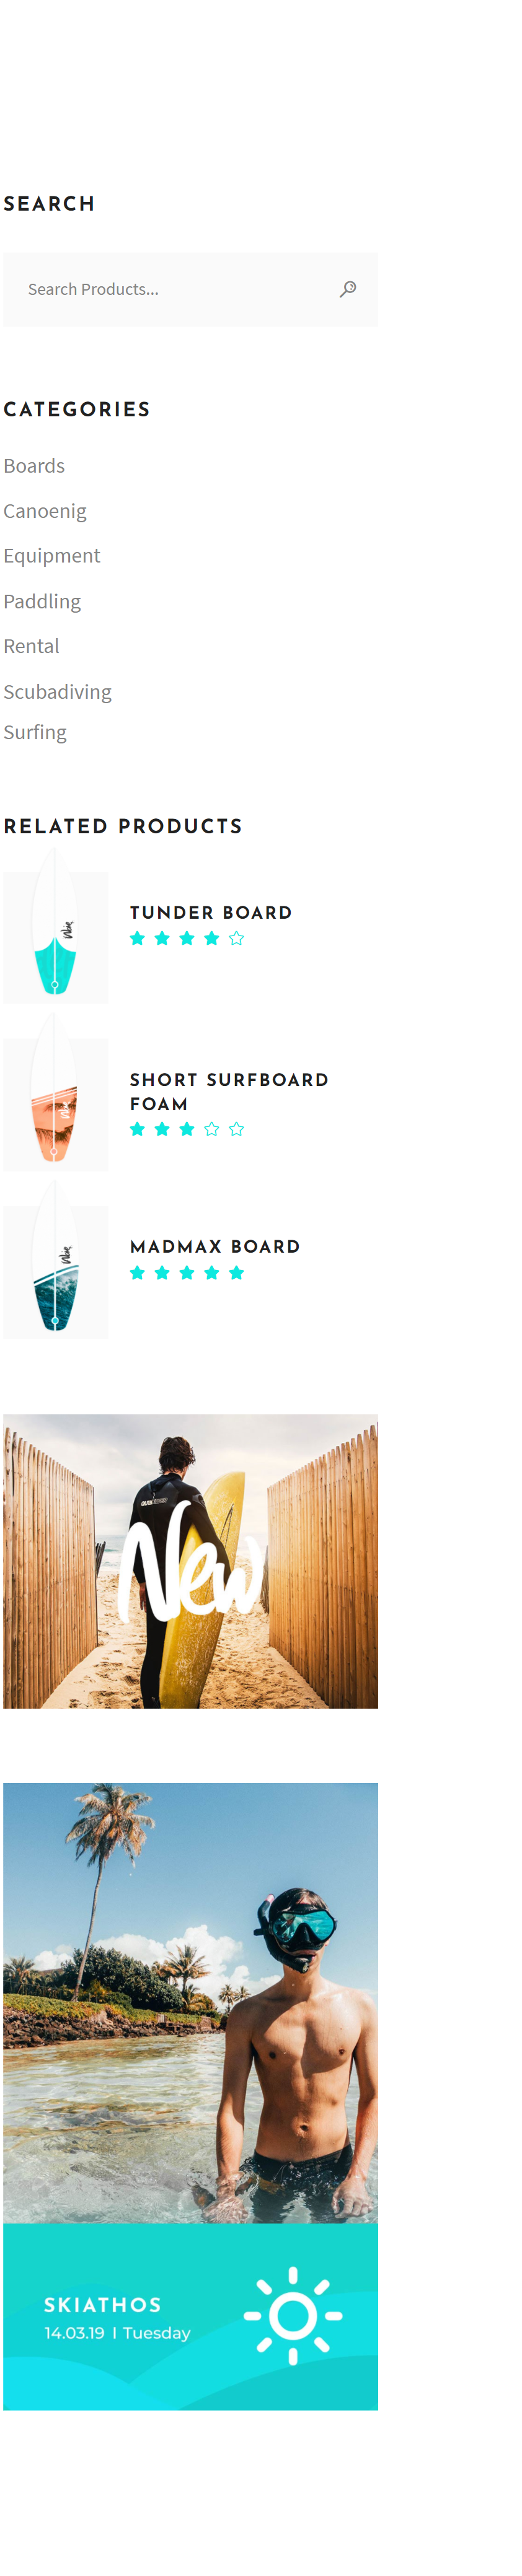 SEARCH
Search Products...
CATEGORIES
Boards
Canoenig
Equipment
Paddling
Rental
Scubadiving
Surfing
RELATED PRODUCTS
TUNDER BOARD
SHORT SURFBOARD
FOAM
MADMAX BOARD
New
SKIATHOS
14.03.19 | Tuesday